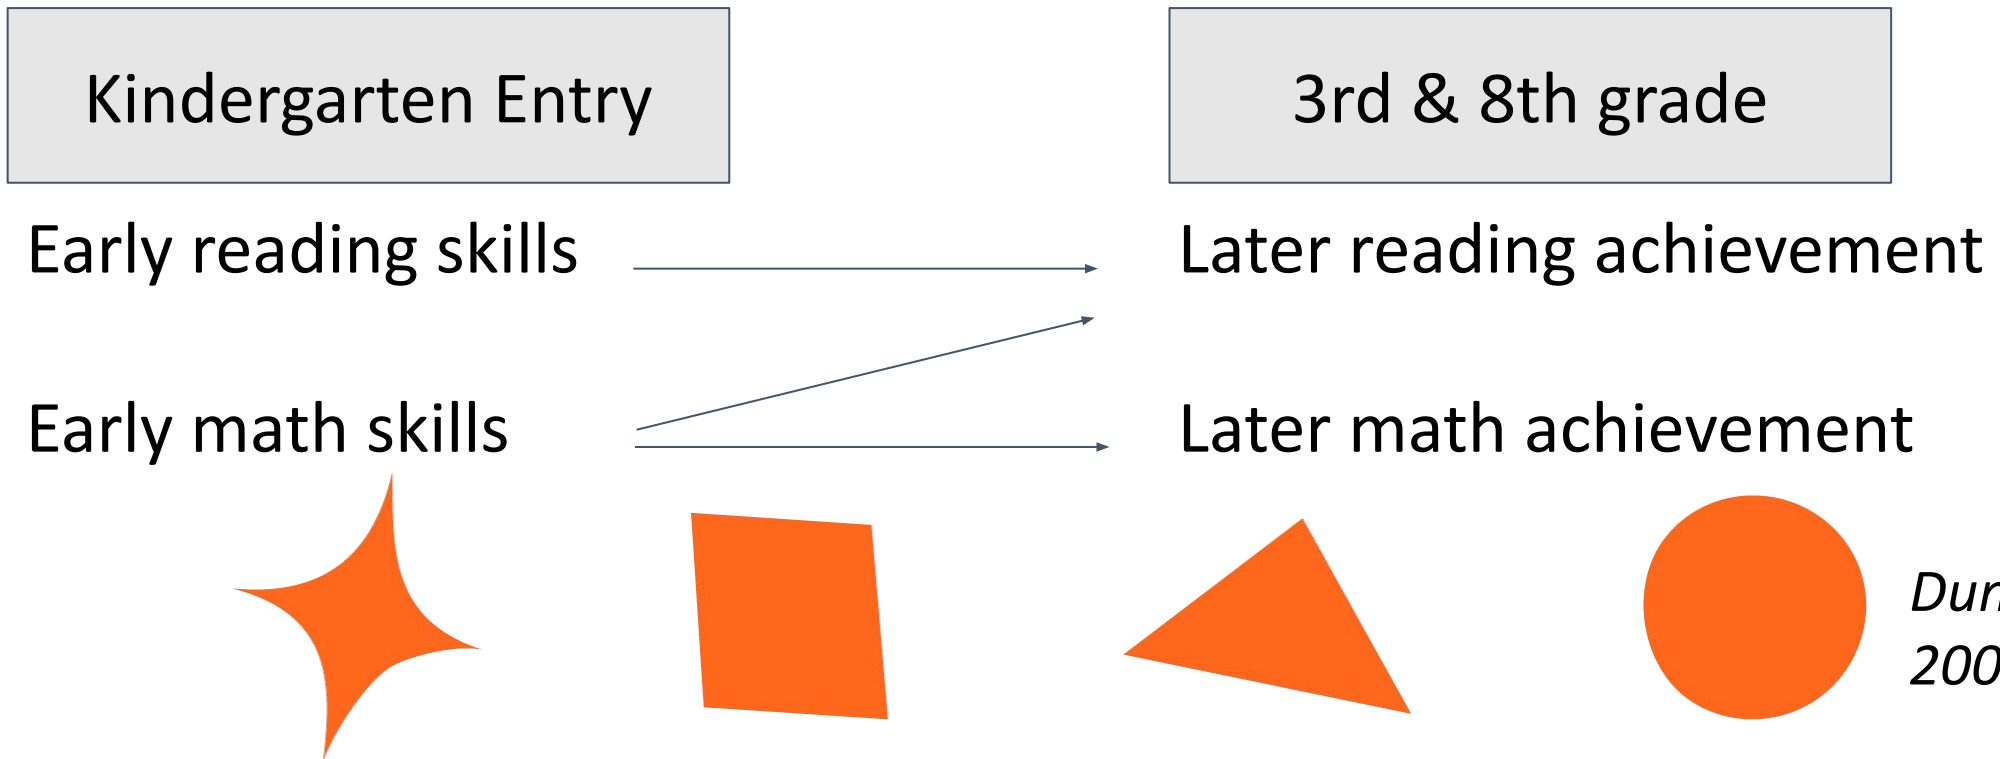 Kindergarten Entry
3rd & 8th grade
Early reading skills
Later reading achievement
Early math skills
Later math achievement